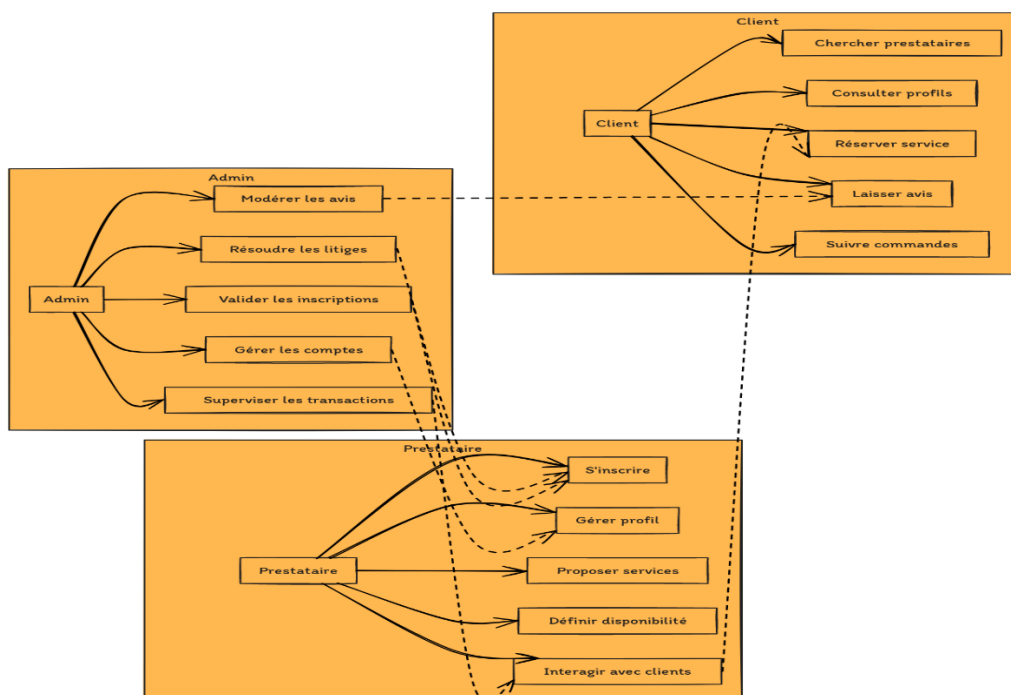 Client
Chercher prestataires
Consulter profils
Client
Réserver service
Laisser avis
Suivre commandes
Admin
Modérer les avis
Résoudre les litiges
Admin
Valider les inscriptions
Gérer les comptes
Superviser les transactions
Prestataire
S'inscrire
Gérer profil
Prestataire
Proposer services
Définir disponibilité
Interagir avec clients